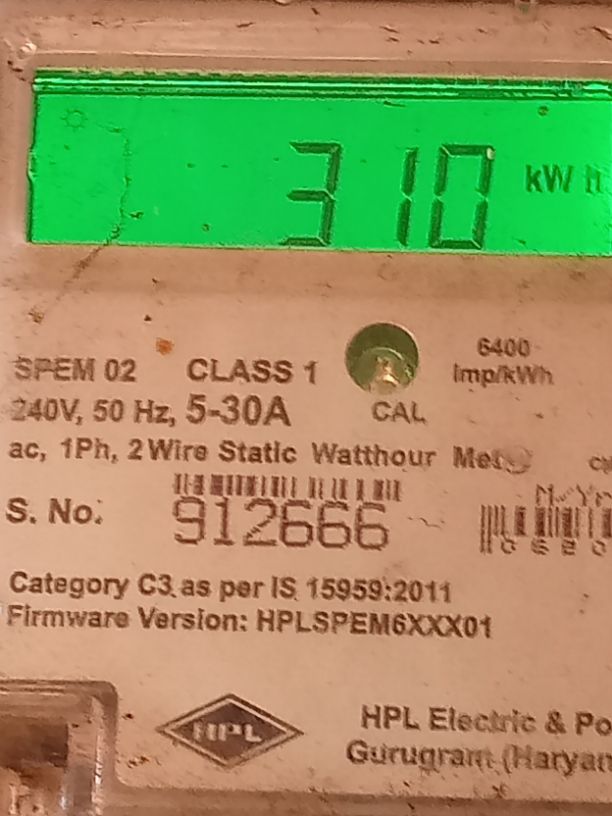 310 kWh
6400
SPEM 02 CLASS 1 Imp/kWh
240V, 50 Hz, 5-30A CAL
ac, 1Ph, 2 Wire Static Watthour
S. No. 912666
Category C3 as per IS 15959:2011
Firmware Version: HPLSPEM6XXX01
HPL HPL Electric & Po
Gurugram (Haryan